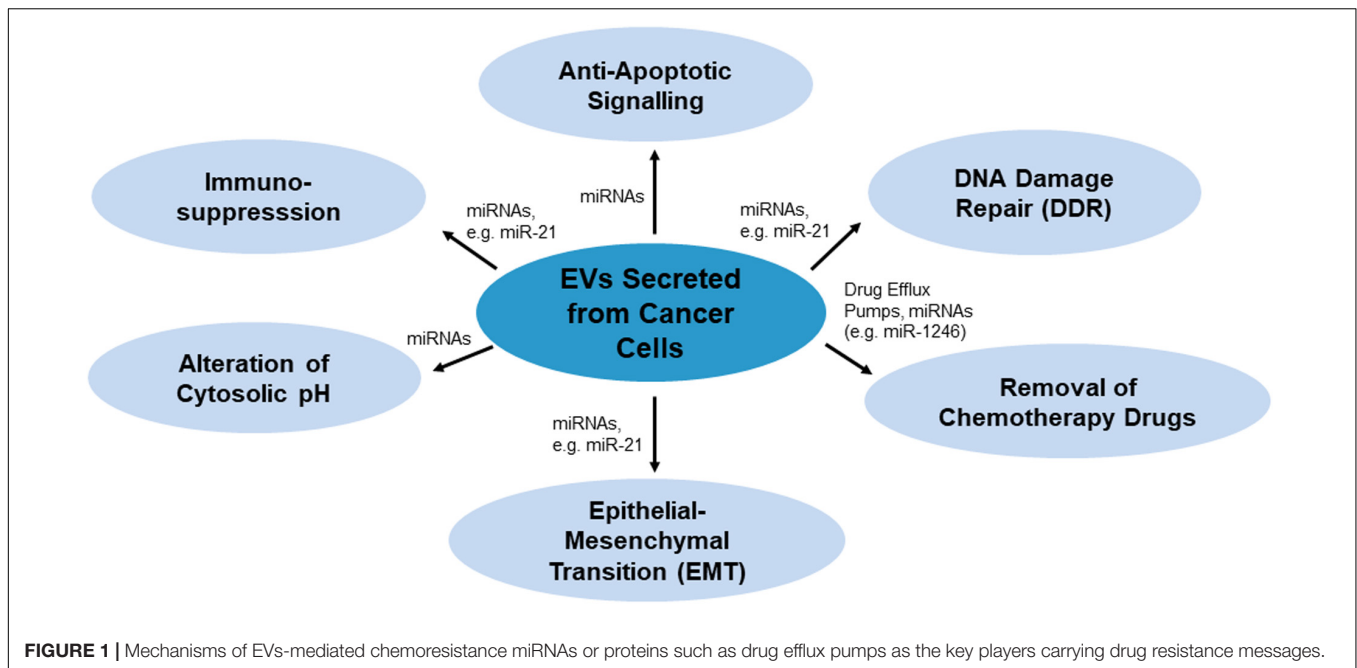 Anti-Apoptotic
Signalling
Immuno-
suppresssion
miRNAs,
e.g. miR-21
miRNAs
miRNAs,
e.g. miR-21
DNA Damage
Repair (DDR)
EVs Secreted
from Cancer
Cells
Drug Efflux
Pumps, miRNAs
(e.g. miR-1246)
Alteration of
Cytosolic pH
miRNAs
Removal of
Chemotherapy Drugs
miRNAs,
e.g. miR-21
Epithelial-
Mesenchymal
Transition (EMT)
FIGURE 1 | Mechanisms of EVs-mediated chemoresistance miRNAs or proteins such as drug efflux pumps as the key players carrying drug resistance messages.